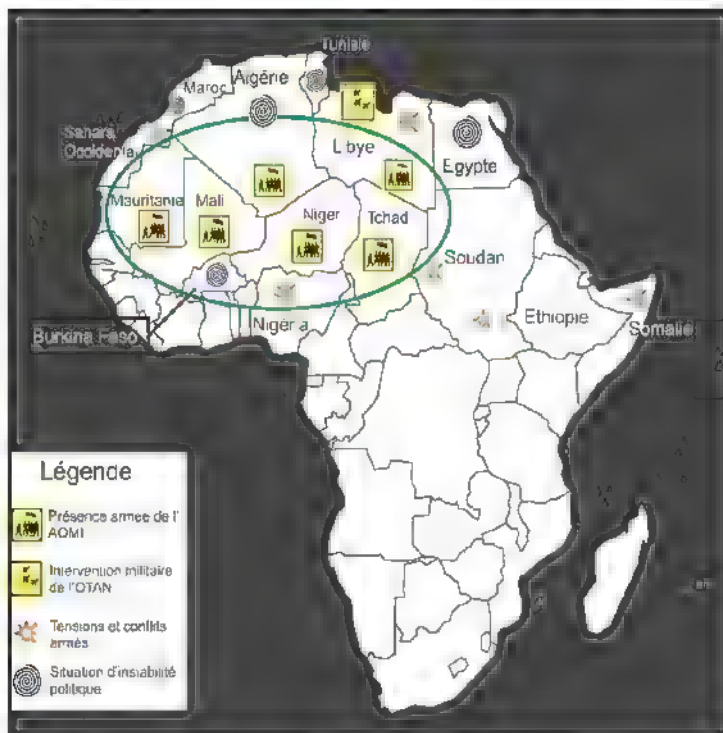 Tunisie
Algérie
Maroc
Sahara
Occidental
Libye
Egypte
Mauritanie
Mali
Niger
Tchad
Soudan
Burkina Faso
Nigéria
Ethiopie
Somalie
Légende
Présence armée de l'
AQMI
Intervention militaire
de l'OTAN
Tensions et conflits
armés
Situation d'instabilité
politique